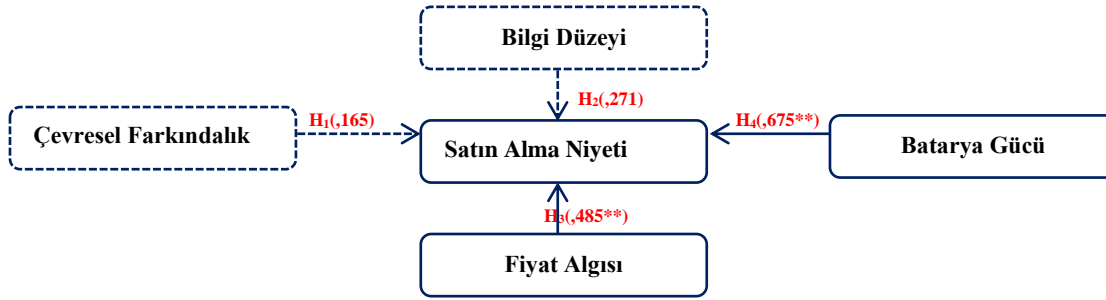 Bilgi Düzeyi
H₂(,271)
H₁(,165)
Çevresel Farkındalık
Satın Alma Niyeti
H₄(,675**)
Batarya Gücü
H₃(,485**)
Fiyat Algısı